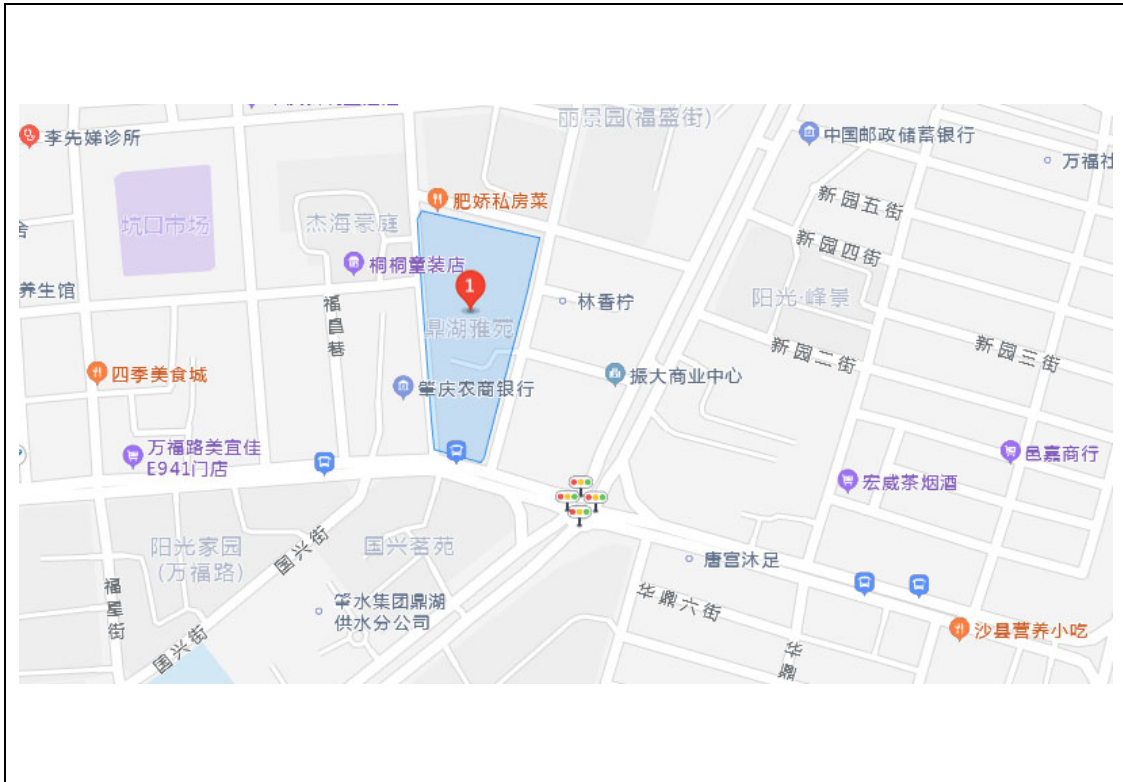 丽景园(福盛街)
李先娣诊所
中国邮政储蓄银行
万福社
肥娇私房菜
新园五街
坑口市场
杰海豪庭
新园四街
舍
桐桐童装店
养生馆
1
林香柠
阳光·峰景
福昌巷
鼎湖雅苑
新园二街
新园三街
四季美食城
肇庆农商银行
振大商业中心
万福路美宜佳
E941门店
邑嘉商行
宏威茶烟酒
阳光家园
(万福路)
国兴街
国兴茗苑
唐宫沐足
福星街
肇水集团鼎湖
供水分公司
华鼎六街
沙县营养小吃
国兴街
华鼎